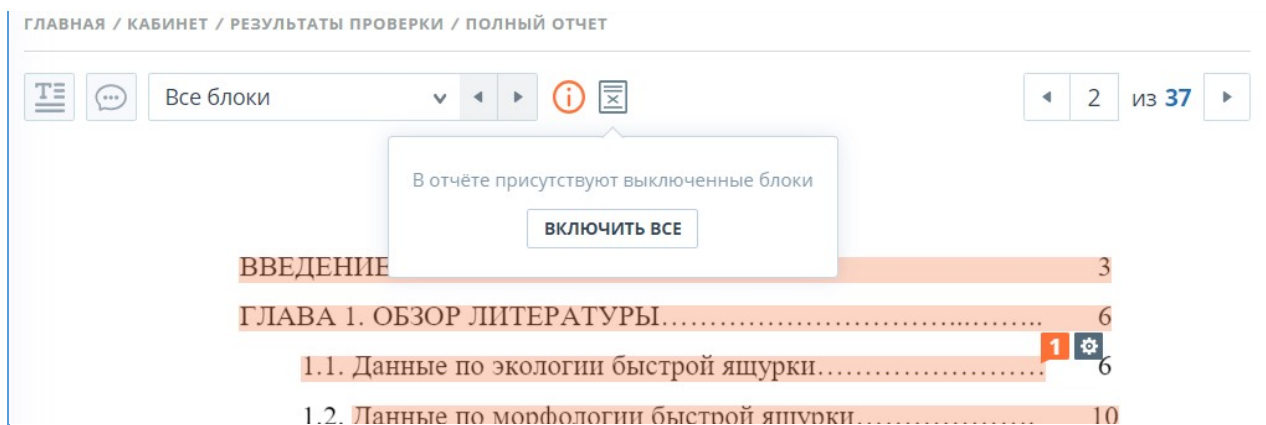 ГЛАВНАЯ / КАБИНЕТ / РЕЗУЛЬТАТЫ ПРОВЕРКИ / ПОЛНЫЙ ОТЧЕТ
Все блоки
2 из 37
В отчёте присутствуют выключенные блоки
ВКЛЮЧИТЬ ВСЕ
ВВЕДЕНИЕ 3
ГЛАВА 1. ОБЗОР ЛИТЕРАТУРЫ…………………………...…….. 6
1
1.1. Данные по экологии быстрой ящурки…………………… 6
1.2. Данные по морфологии быстрой ящурки………………. 10